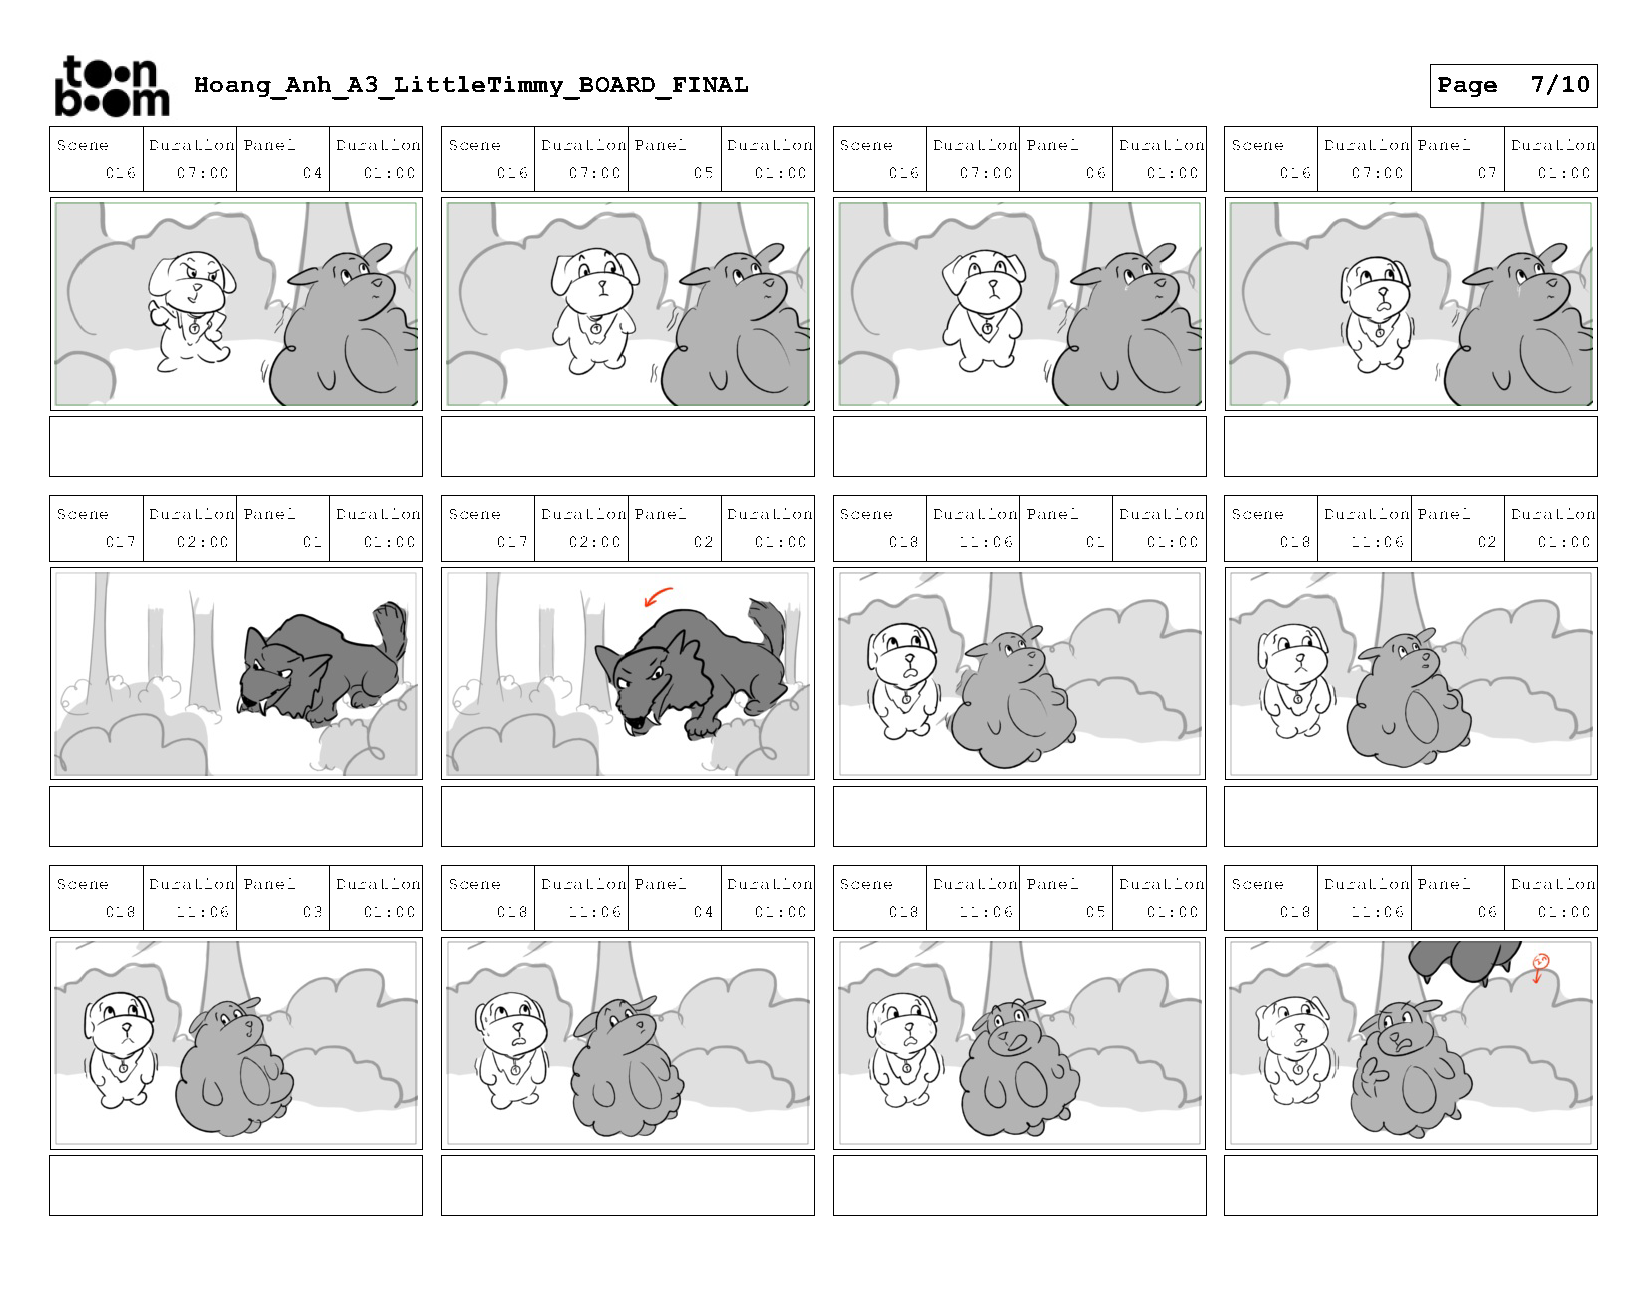 toon boom
Hoang_Anh_A3_LittleTimmy_BOARD_FINAL
Page 7/10
Scene Duration Panel Duration Scene Duration Panel Duration Scene Duration Panel Duration Scene Duration Panel Duration
016 07:00 04 01:00 016 07:00 05 01:00 016 07:00 06 01:00 016 07:00 07 01:00
Scene Duration Panel Duration Scene Duration Panel Duration Scene Duration Panel Duration Scene Duration Panel Duration
017 02:00 01 01:00 017 02:00 02 01:00 018 11:06 01 01:00 018 11:06 02 01:00
Scene Duration Panel Duration Scene Duration Panel Duration Scene Duration Panel Duration Scene Duration Panel Duration
018 11:06 03 01:00 018 11:06 04 01:00 018 11:06 05 01:00 018 11:06 06 01:00